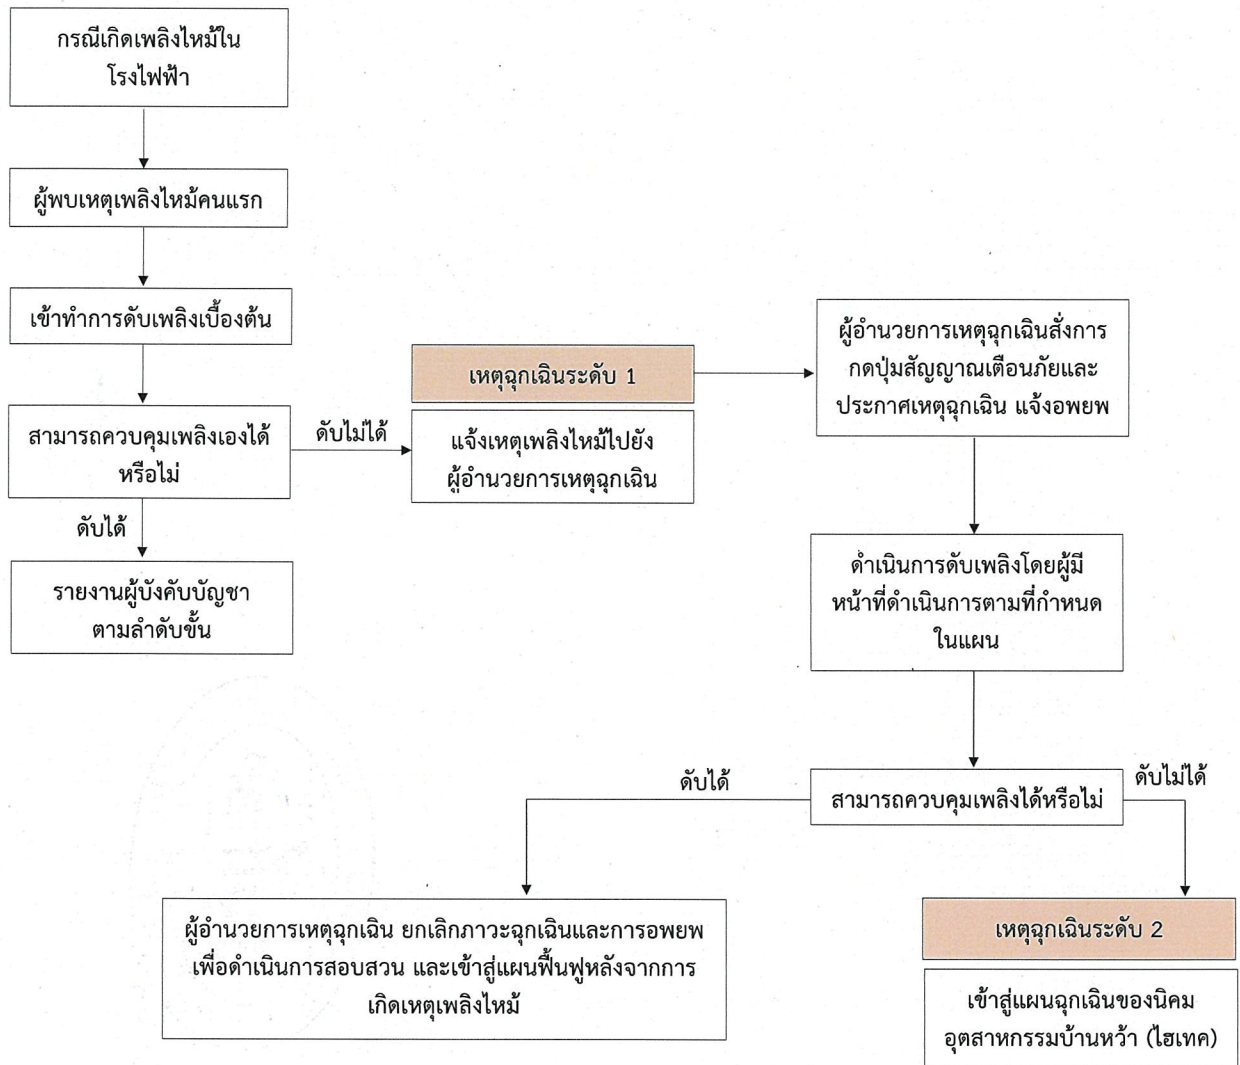 กรณีเกิดเพลิงไหม้ใน
โรงไฟฟ้า
ผู้พบเหตุเพลิงไหม้คนแรก
เข้าทำการดับเพลิงเบื้องต้น
สามารถควบคุมเพลิงเองได้
หรือไม่
ดับไม่ได้
ดับได้
รายงานผู้บังคับบัญชา
ตามลำดับขั้น
เหตุฉุกเฉินระดับ 1
แจ้งเหตุเพลิงไหม้ไปยัง
ผู้อำนวยการเหตุฉุกเฉิน
ผู้อำนวยการเหตุฉุกเฉินสั่งการ
กดปุ่มสัญญาณเตือนภัยและ
ประกาศเหตุฉุกเฉิน แจ้งอพยพ
ดำเนินการดับเพลิงโดยผู้มี
หน้าที่ดำเนินการตามที่กำหนด
ในแผน
สามารถควบคุมเพลิงได้หรือไม่
ดับได้
ดับไม่ได้
ผู้อำนวยการเหตุฉุกเฉิน ยกเลิกภาวะฉุกเฉินและการอพยพ
เพื่อดำเนินการสอบสวน และเข้าสู่แผนฟื้นฟูหลังจากการ
เกิดเหตุเพลิงไหม้
เหตุฉุกเฉินระดับ 2
เข้าสู่แผนฉุกเฉินของนิคม
อุตสาหกรรมบ้านหว้า (ไฮเทค)